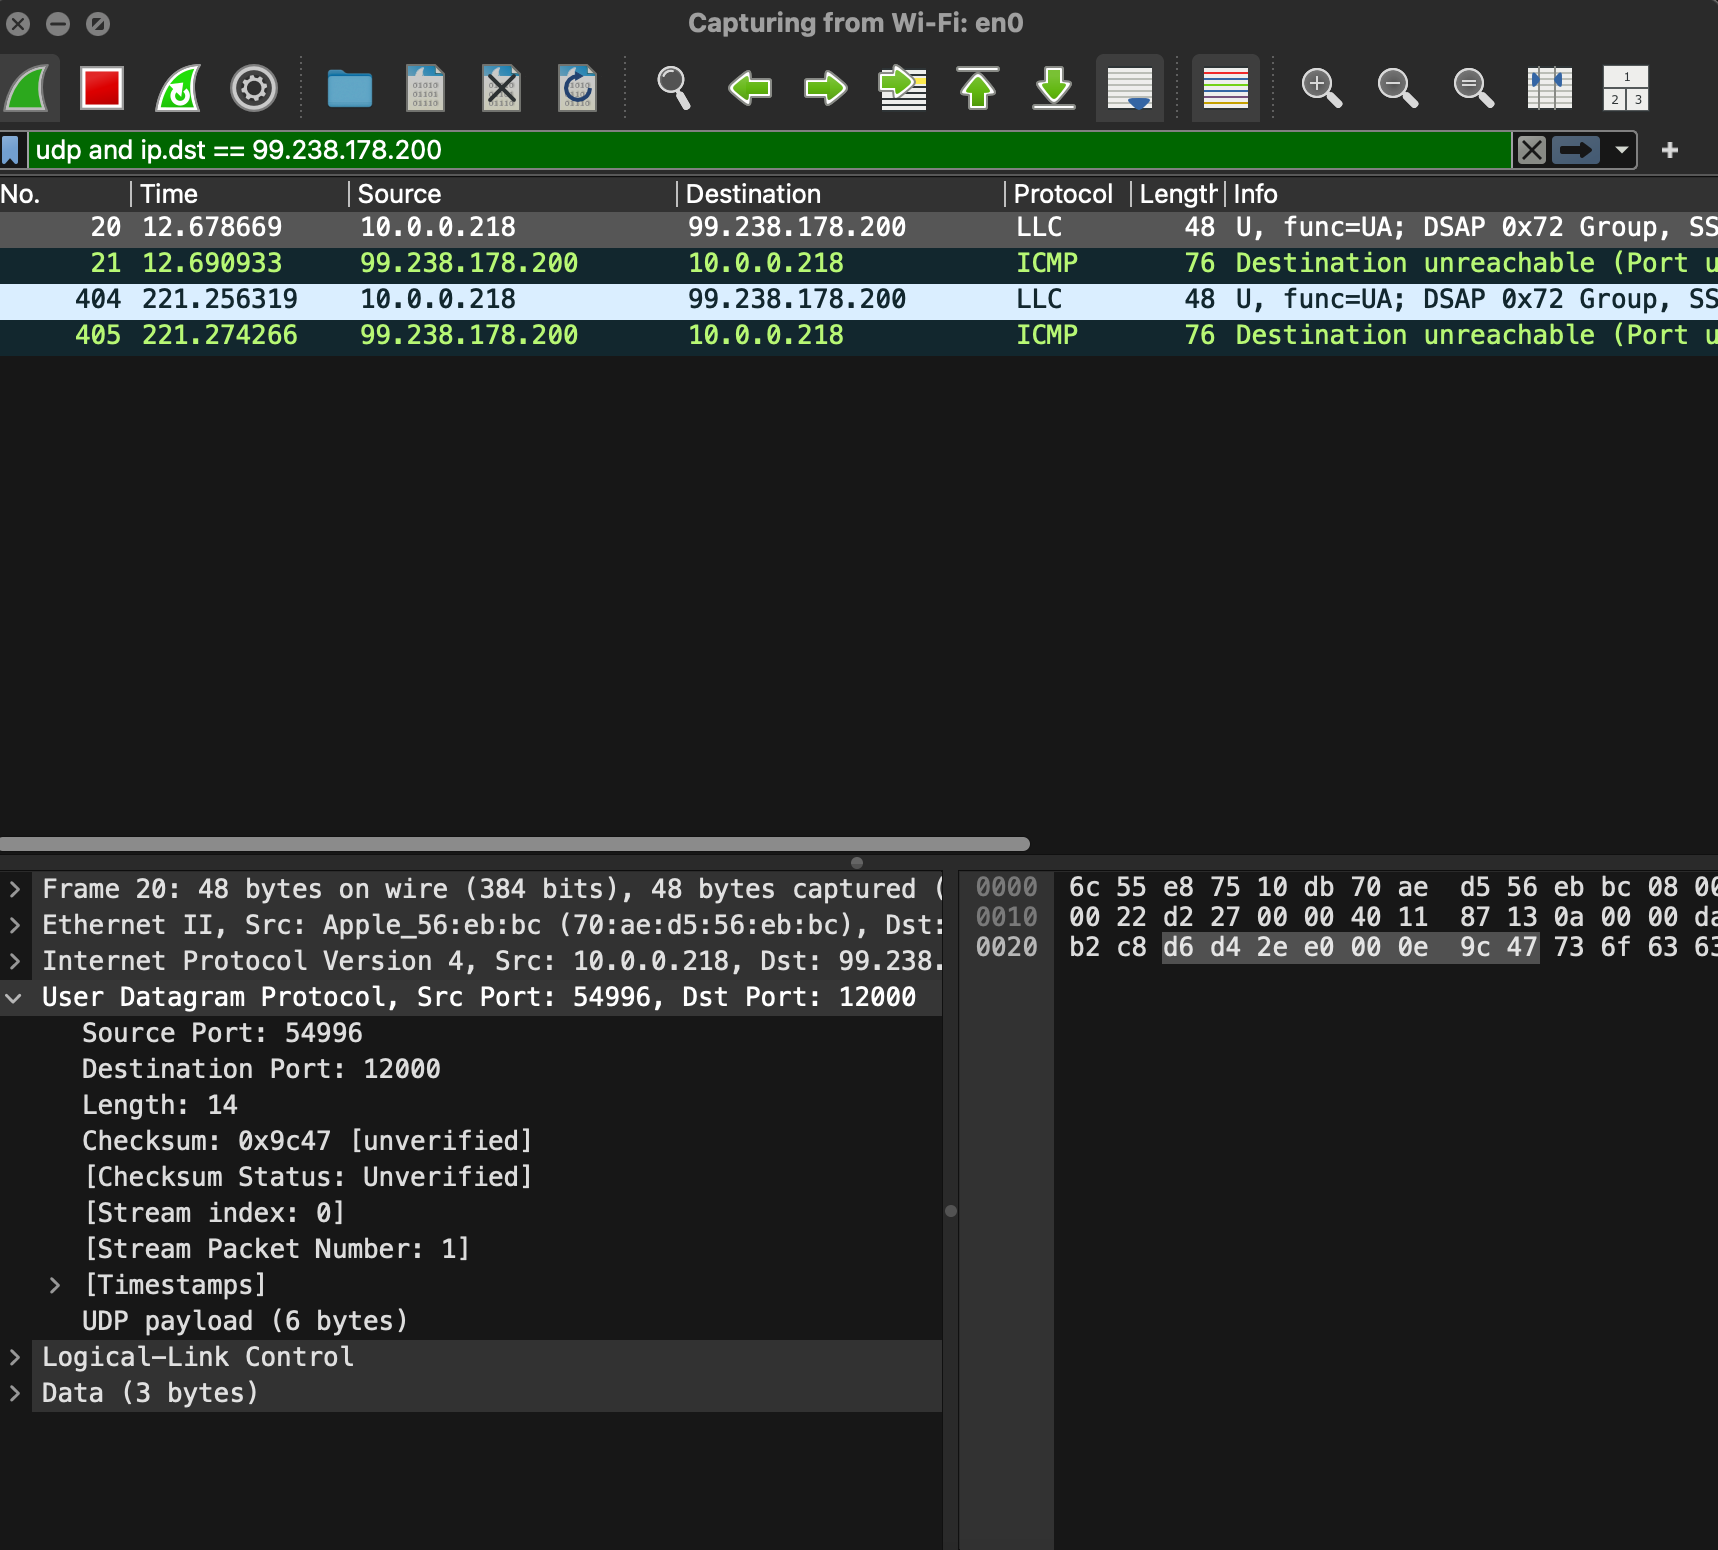 Capturing from Wi-Fi: en0
udp and ip.dst == 99.238.178.200
No. Time Source Destination Protocol Length Info
20 12.678669 10.0.0.218 99.238.178.200 LLC 48 U, func=UA; DSAP 0x72 Group, SS
21 12.690933 99.238.178.200 10.0.0.218 ICMP 76 Destination unreachable (Port u
404 221.256319 10.0.0.218 99.238.178.200 LLC 48 U, func=UA; DSAP 0x72 Group, SS
405 221.274266 99.238.178.200 10.0.0.218 ICMP 76 Destination unreachable (Port u
Frame 20: 48 bytes on wire (384 bits), 48 bytes captured (
Ethernet II, Src: Apple_56:eb:bc (70:ae:d5:56:eb:bc), Dst:
Internet Protocol Version 4, Src: 10.0.0.218, Dst: 99.238.
User Datagram Protocol, Src Port: 54996, Dst Port: 12000
Source Port: 54996
Destination Port: 12000
Length: 14
Checksum: 0x9c47 [unverified]
[Checksum Status: Unverified]
[Stream index: 0]
[Stream Packet Number: 1]
[Timestamps]
UDP payload (6 bytes)
Logical-Link Control
Data (3 bytes)
0000 6c 55 e8 75 10 db 70 ae d5 56 eb bc 08 00
0010 00 22 d2 27 00 00 40 11 87 13 0a 00 00 da
0020 b2 c8 d6 d4 2e e0 00 0e 9c 47 73 6f 63 63